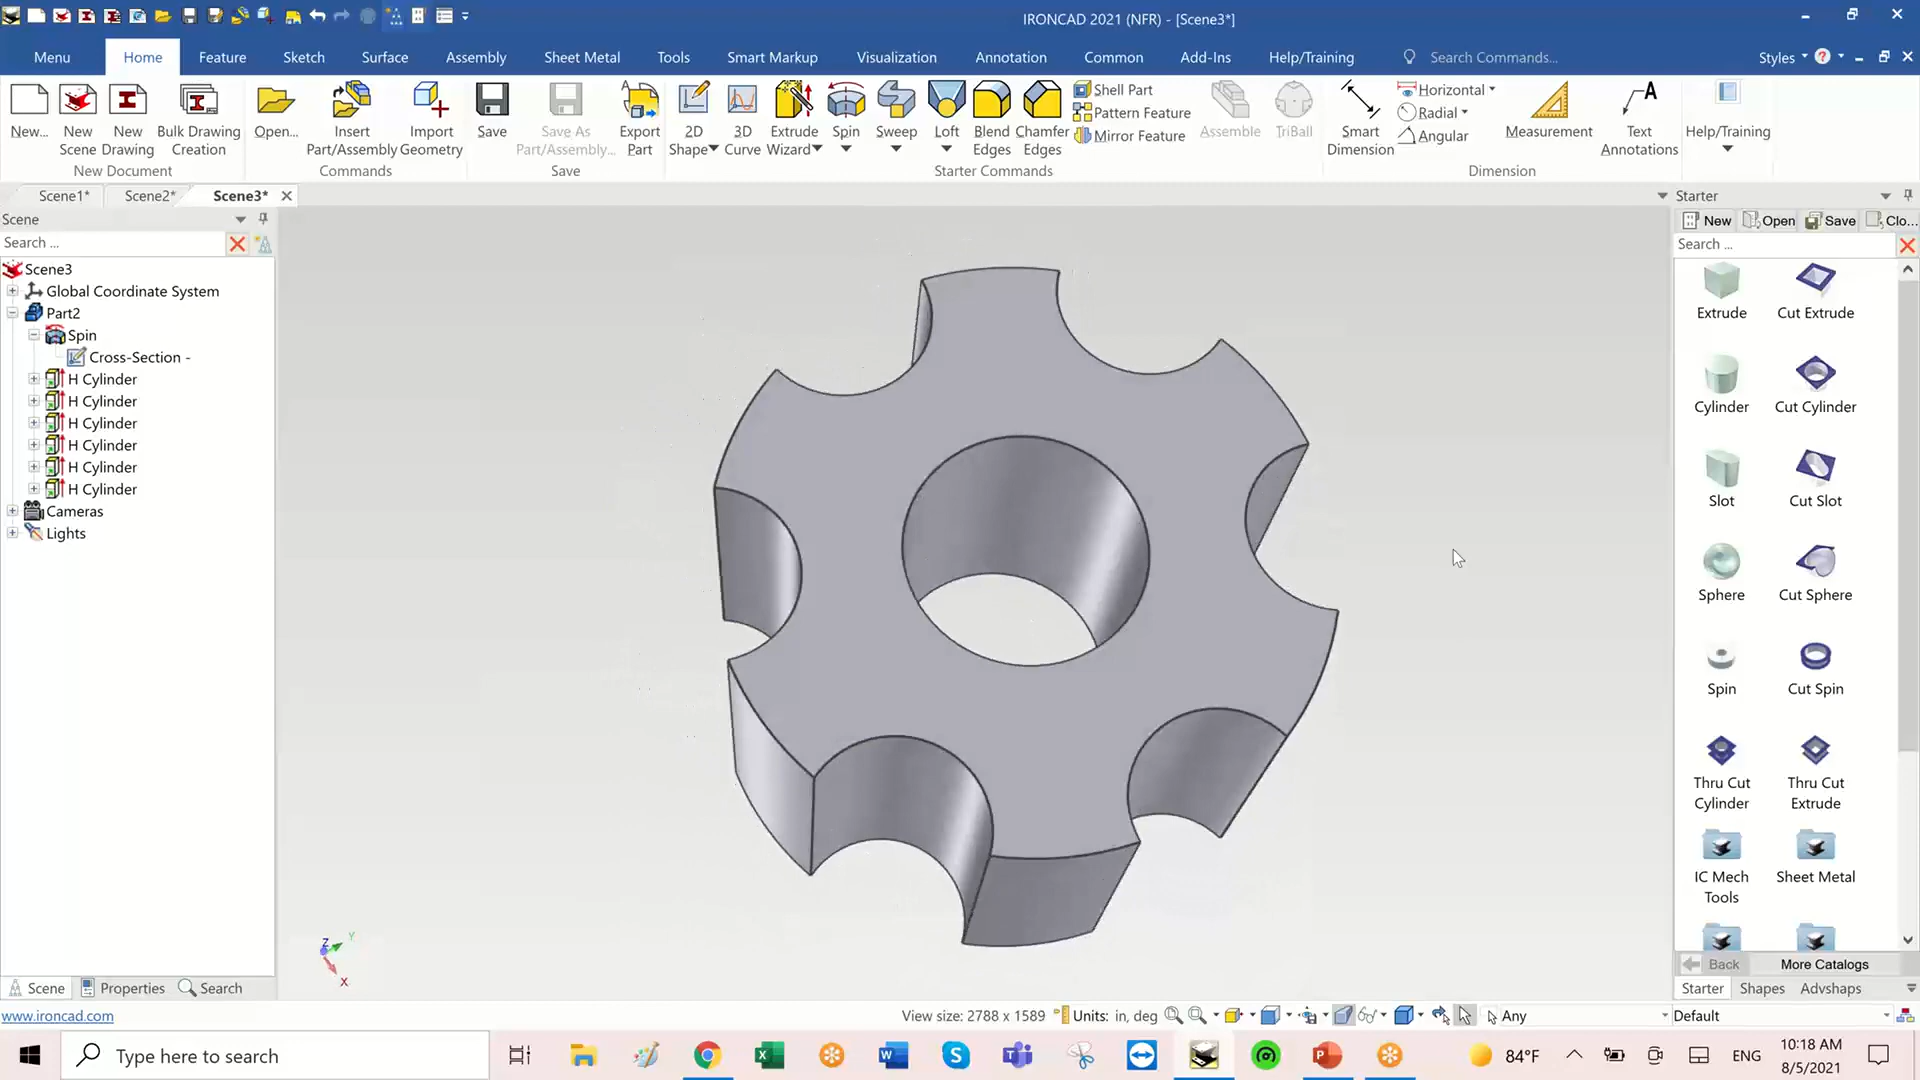 IRONCAD 2021 (NFR) - [Scene3*]
Menu Home Feature Sketch Surface Assembly Sheet Metal Tools Smart Markup Visualization Annotation Common Add-Ins Help/Training Search Commands... Styles
New... New Scene New Drawing Bulk Drawing Creation
New Document
Open... Insert Part/Assembly Import Geometry
Commands
Save Save As Part/Assembly... Export Part
Save
2D Shape 3D Curve Extrude Wizard Spin Sweep Loft Blend Edges Chamfer Edges
Shell Part
Pattern Feature
Mirror Feature
Assemble TriBall
Starter Commands
Smart Dimension
Horizontal
Radial
Angular
Measurement Text Annotations
Dimension
Help/Training
Scene1* Scene2* Scene3*
Scene
Search ...
Scene3
Global Coordinate System
Part2
Spin
Cross-Section -
H Cylinder
H Cylinder
H Cylinder
H Cylinder
H Cylinder
H Cylinder
Cameras
Lights
Z Y
X
Starter
New Open Save Clo...
Search ...
Extrude Cut Extrude
Cylinder Cut Cylinder
Slot Cut Slot
Sphere Cut Sphere
Spin Cut Spin
Thru Cut Cylinder Thru Cut Extrude
IC Mech Tools Sheet Metal
Back More Catalogs
Starter Shapes Advshaps
Scene Properties Search
www.ironcad.com
View size: 2788 x 1589 Units: in, deg Any Default
Type here to search
84°F ENG
10:18 AM
8/5/2021